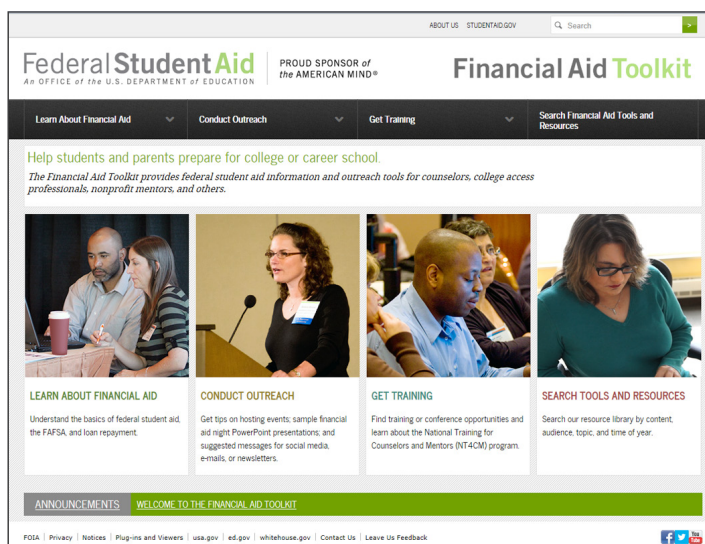 ABOUT US STUDENTAID.GOV Search >
Federal Student Aid
An OFFICE of the U.S. DEPARTMENT of EDUCATION
PROUD SPONSOR of
the AMERICAN MIND®
Financial Aid Toolkit
Learn About Financial Aid
Conduct Outreach
Get Training
Search Financial Aid Tools and
Resources
Help students and parents prepare for college or career school.
The Financial Aid Toolkit provides federal student aid information and outreach tools for counselors, college access
professionals, nonprofit mentors, and others.
LEARN ABOUT FINANCIAL AID
Understand the basics of federal student aid,
the FAFSA, and loan repayment.
CONDUCT OUTREACH
Get tips on hosting events; sample financial
aid night PowerPoint presentations; and
suggested messages for social media,
e-mails, or newsletters.
GET TRAINING
Find training or conference opportunities and
learn about the National Training for
Counselors and Mentors (NT4CM) program.
SEARCH TOOLS AND RESOURCES
Search our resource library by content,
audience, topic, and time of year.
ANNOUNCEMENTS WELCOME TO THE FINANCIAL AID TOOLKIT
FOIA | Privacy | Notices | Plug-ins and Viewers | usa.gov | ed.gov | whitehouse.gov | Contact Us | Leave Us Feedback
You
Tube